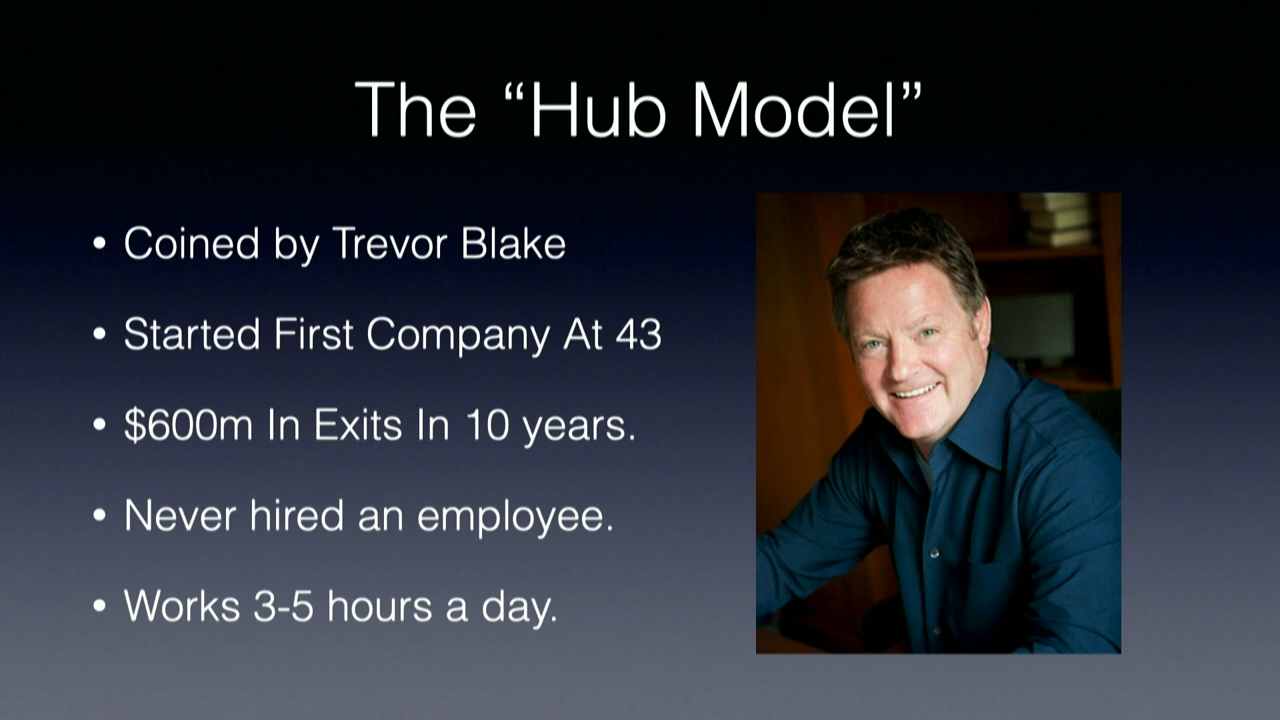 The “Hub Model”
• Coined by Trevor Blake
• Started First Company At 43
• $600m In Exits In 10 years.
• Never hired an employee.
• Works 3-5 hours a day.